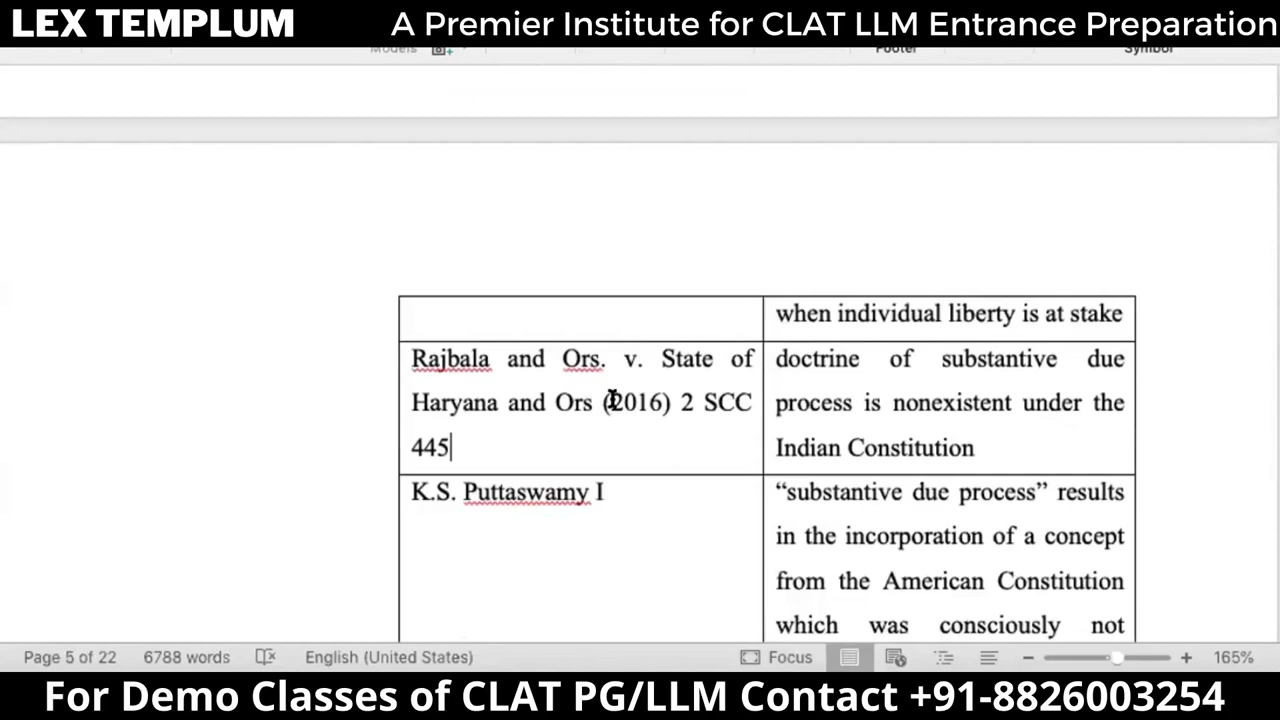 LEX TEMPLUM A Premier Institute for CLAT LLM Entrance Preparation
Models Footer Symbol
when individual liberty is at stake
Rajbala and Ors. v. State of
Haryana and Ors (2016) 2 SCC
445
doctrine of substantive due
process is nonexistent under the
Indian Constitution
K.S. Puttaswamy I
“substantive due process” results
in the incorporation of a concept
from the American Constitution
which was consciously not
Page 5 of 22 6788 words English (United States) Focus 165%
For Demo Classes of CLAT PG/LLM Contact +91-8826003254